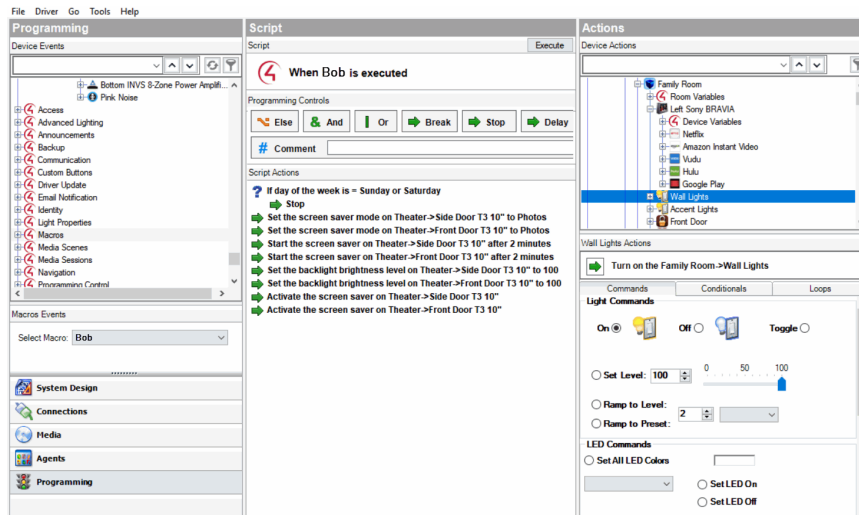 File Driver Go Tools Help
Programming
Device Events
Bottom INVS 8-Zone Power Amplifi...
Pink Noise
Access
Advanced Lighting
Announcements
Backup
Communication
Custom Buttons
Driver Update
Email Notification
Identity
Light Properties
Macros
Media Scenes
Media Sessions
Navigation
Programming Control
Macros Events
Select Macro: Bob
System Design
Connections
Media
Agents
Programming
Script
Script Execute
When Bob is executed
Programming Controls
Else And Or Break Stop Delay
# Comment
Script Actions
? If day of the week is = Sunday or Saturday
Stop
Set the screen saver mode on Theater->Side Door T3 10" to Photos
Set the screen saver mode on Theater->Front Door T3 10" to Photos
Start the screen saver on Theater->Side Door T3 10" after 2 minutes
Start the screen saver on Theater->Front Door T3 10" after 2 minutes
Set the backlight brightness level on Theater->Side Door T3 10" to 100
Set the backlight brightness level on Theater->Front Door T3 10" to 100
Activate the screen saver on Theater->Side Door T3 10"
Activate the screen saver on Theater->Front Door T3 10"
Actions
Device Actions
Family Room
Room Variables
Left Sony BRAVIA
Device Variables
Netflix
Amazon Instant Video
Vudu
Hulu
Google Play
Wall Lights
Accent Lights
Front Door
Wall Lights Actions
Turn on the Family Room->Wall Lights
Commands Conditionals Loops
Light Commands
On Off Toggle
Set Level: 100 0 50 100
Ramp to Level:
2
Ramp to Preset:
LED Commands
Set All LED Colors
Set LED On
Set LED Off